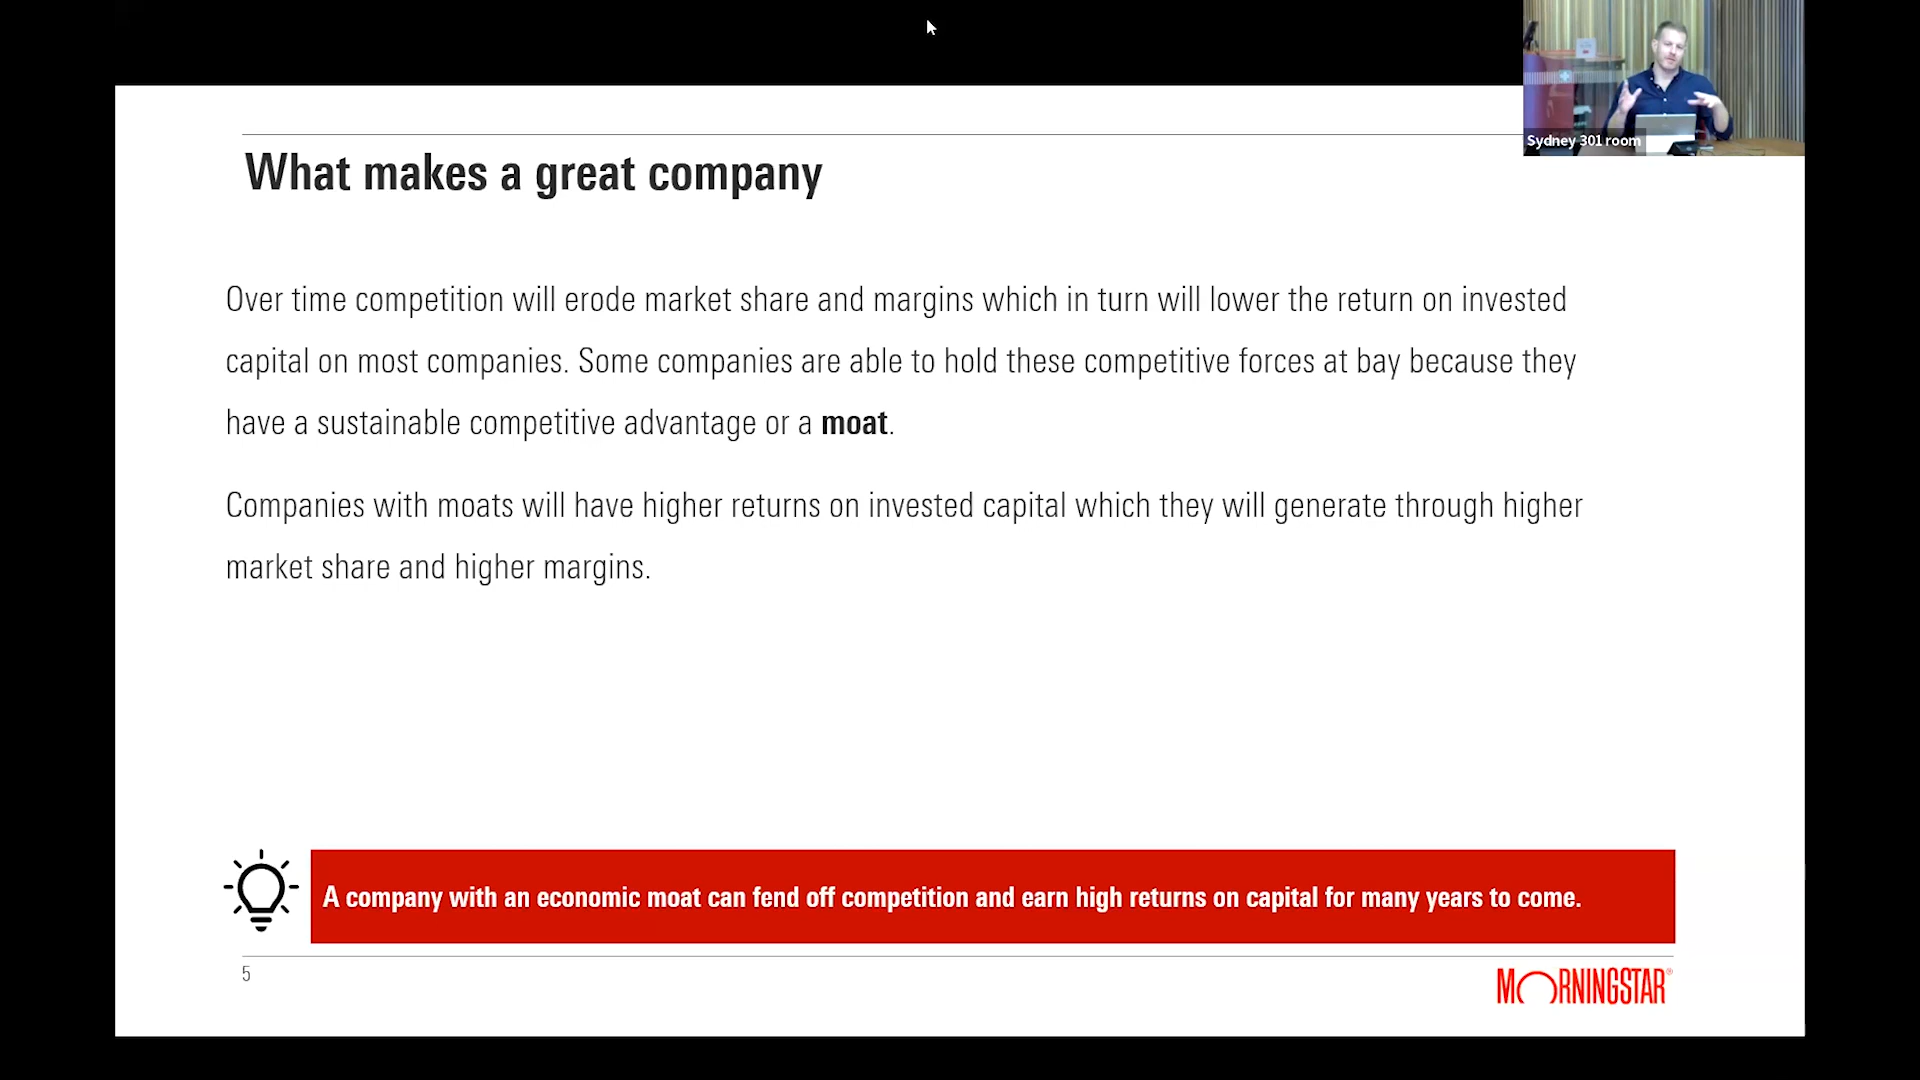 Sydney 301 room
What makes a great company
Over time competition will erode market share and margins which in turn will lower the return on invested
capital on most companies. Some companies are able to hold these competitive forces at bay because they
have a sustainable competitive advantage or a moat.
Companies with moats will have higher returns on invested capital which they will generate through higher
market share and higher margins.
A company with an economic moat can fend off competition and earn high returns on capital for many years to come.
5
MORNINGSTAR®